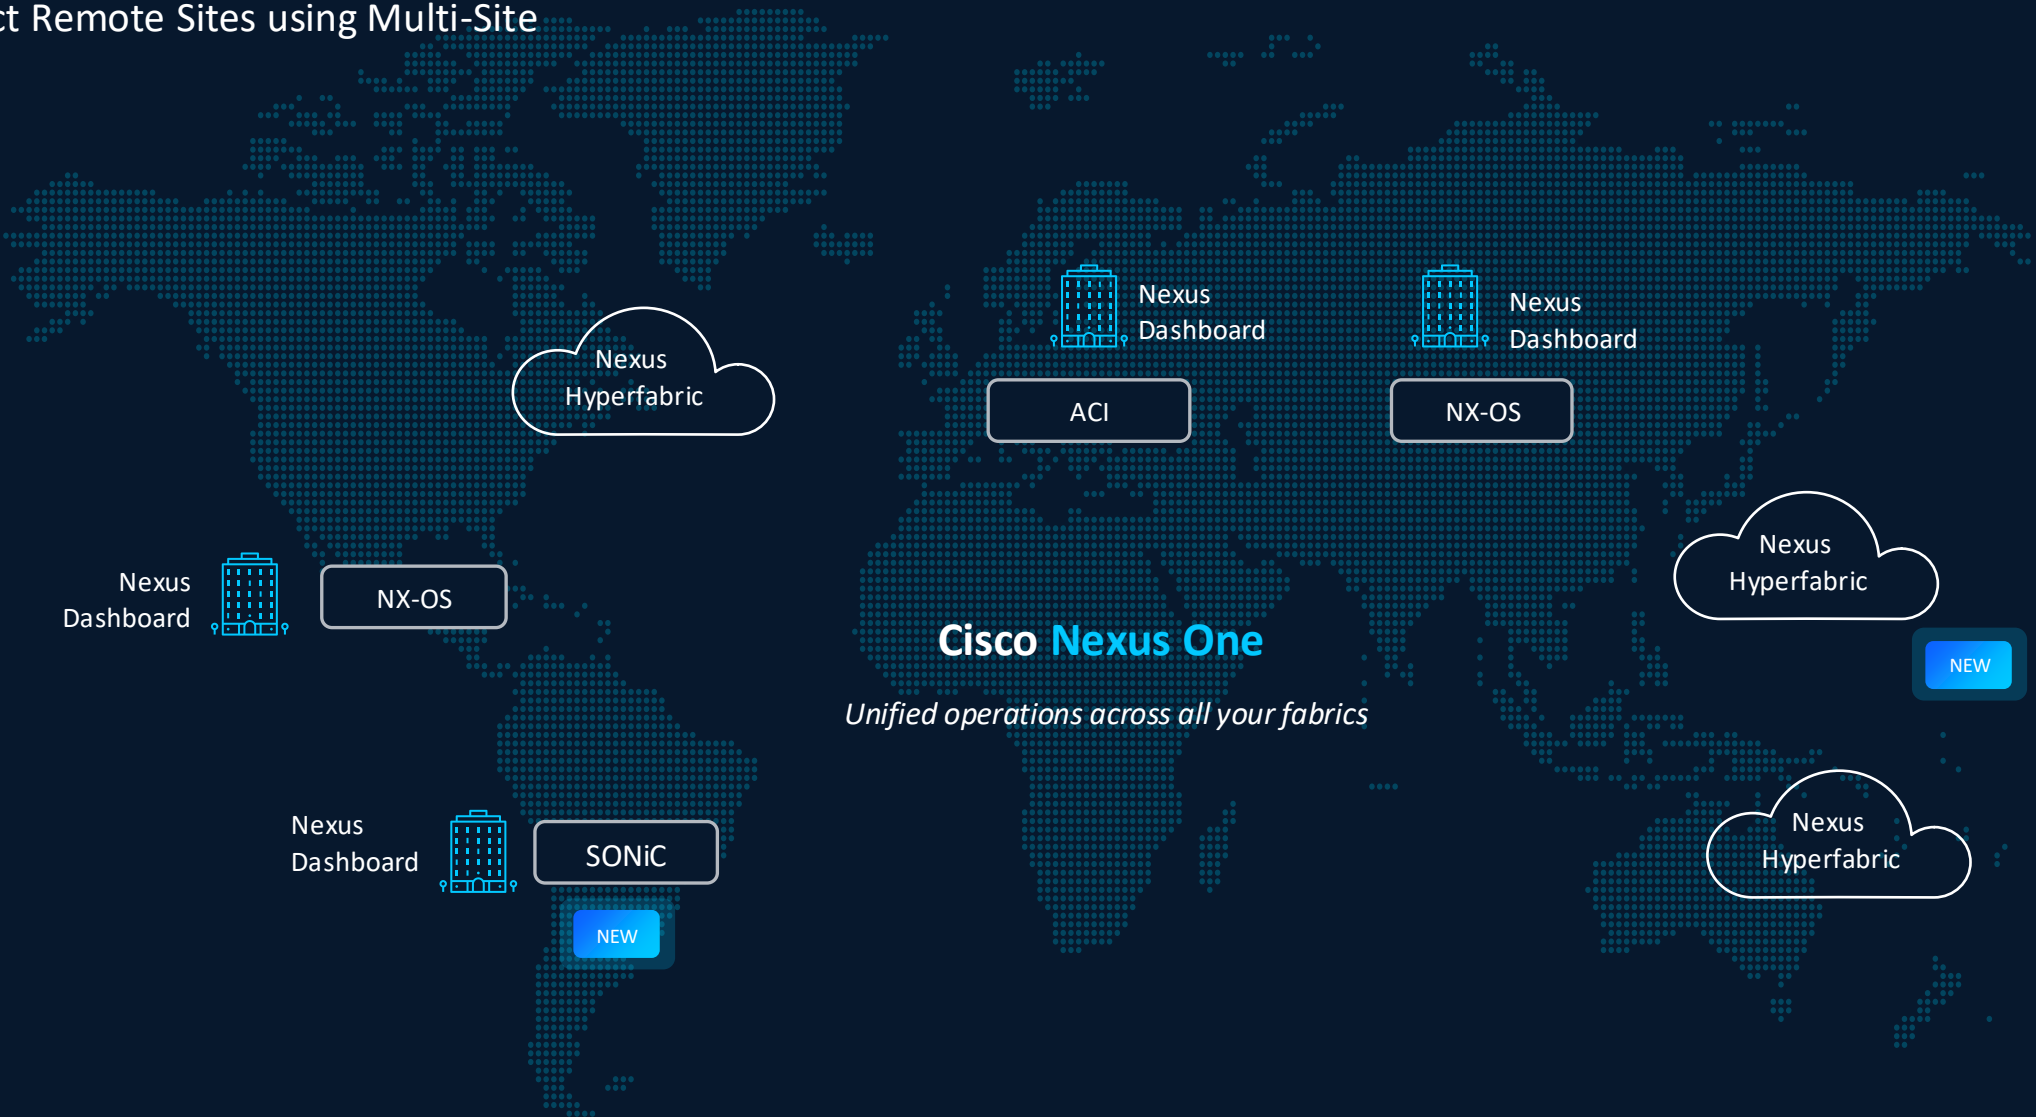 ct Remote Sites using Multi-Site
Nexus
Dashboard
Nexus
Dashboard
Nexus
Hyperfabric
ACI
NX-OS
Nexus
Hyperfabric
Nexus
Dashboard
NX-OS
Cisco Nexus One
NEW
Unified operations across all your fabrics
Nexus
Dashboard
SONiC
Nexus
Hyperfabric
NEW